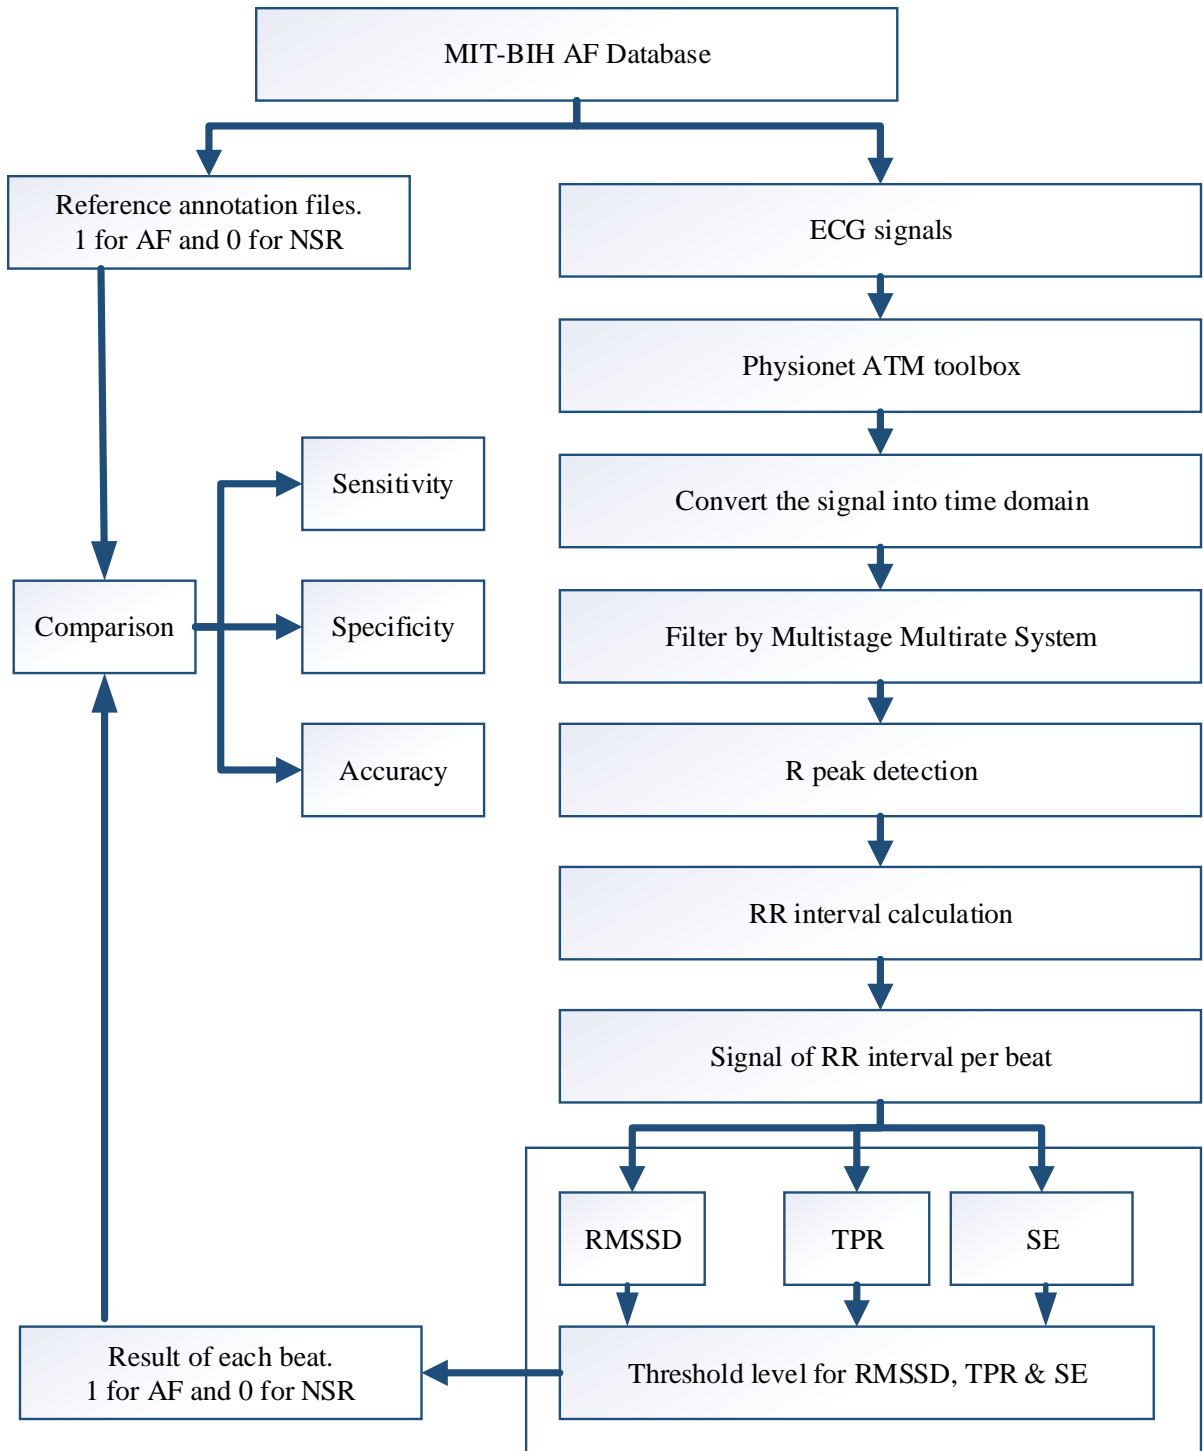 MIT-BIH AF Database
Reference annotation files.
1 for AF and 0 for NSR
ECG signals
Physionet ATM toolbox
Convert the signal into time domain
Sensitivity
Comparison
Specificity
Filter by Multistage Multirate System
Accuracy
R peak detection
RR interval calculation
Signal of RR interval per beat
RMSSD
TPR
SE
Threshold level for RMSSD, TPR & SE
Result of each beat.
1 for AF and 0 for NSR